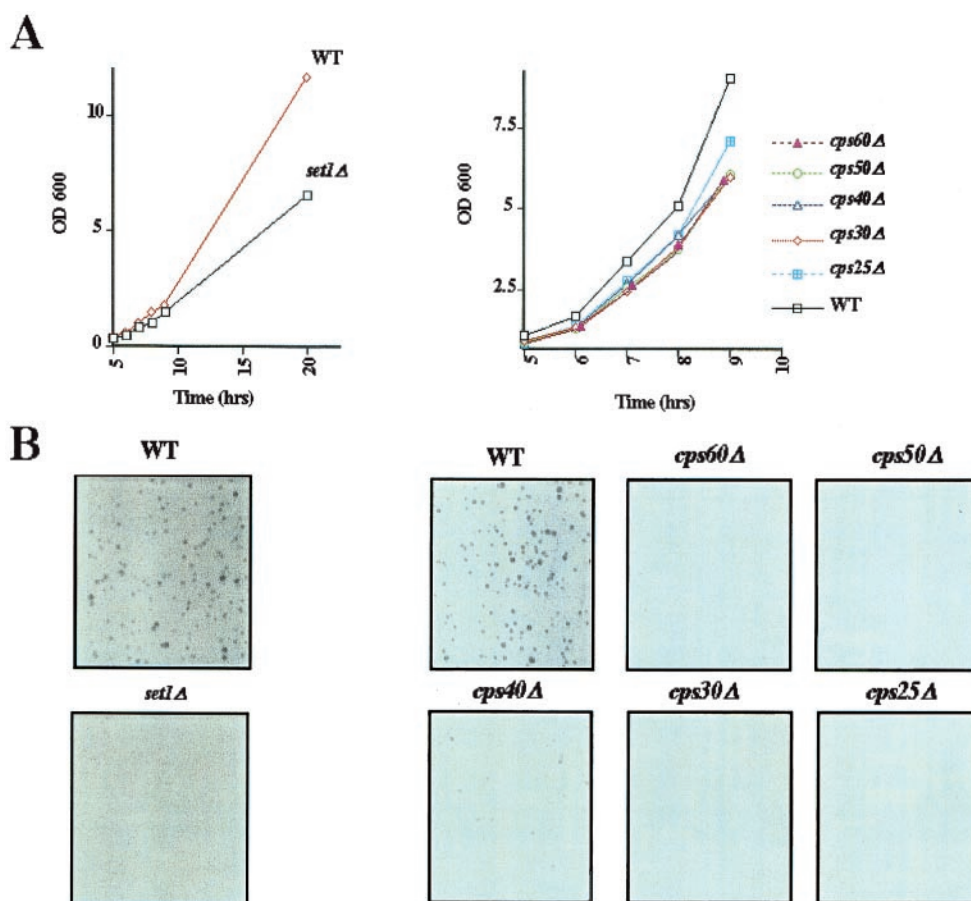 A
WT
set1Δ
10
5
0
OD 600
5
10
15
20
Time (hrs)
7.5
5
2.5
OD 600
5
6
7
8
9
10
Time (hrs)
cps60Δ
cps50Δ
cps40Δ
cps30Δ
cps25Δ
WT
B
WT
WT
cps60Δ
cps50Δ
set1Δ
cps40Δ
cps30Δ
cps25Δ